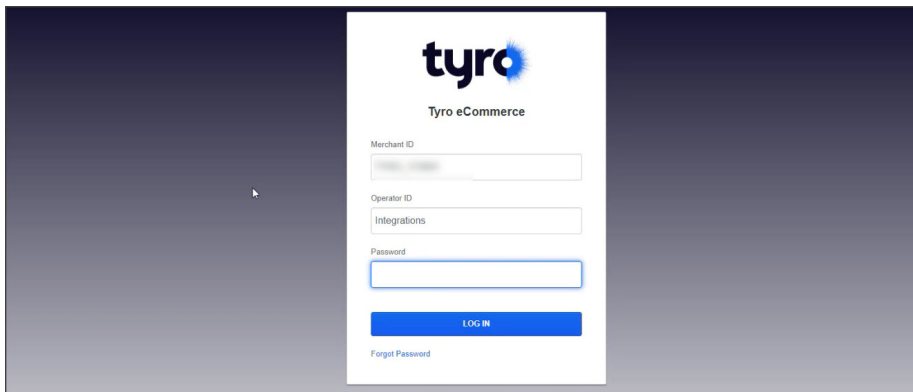 tyro
Tyro eCommerce
Merchant ID
Operator ID
Integrations
Password
LOG IN
Forgot Password